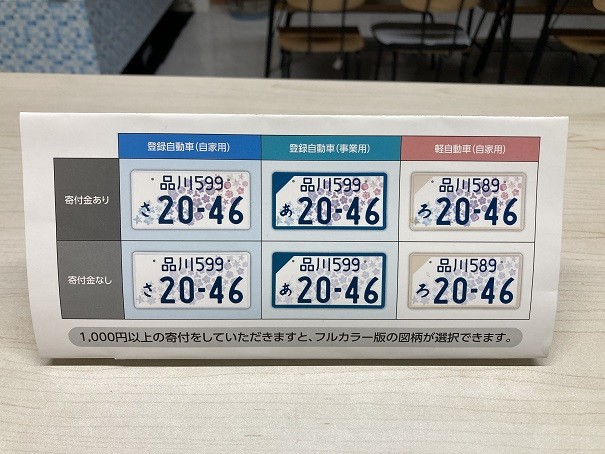 登録自動車(自家用) 登録自動車(事業用) 軽自動車(自家用)
寄付金あり
品川599 品川599 品川589
さ20-46 あ20-46 ろ20-46
寄付金なし
品川599 品川599 品川589
さ20-46 あ20-46 ろ20-46
1,000円以上の寄付をしていただきますと、フルカラー版の図柄が選択できます。